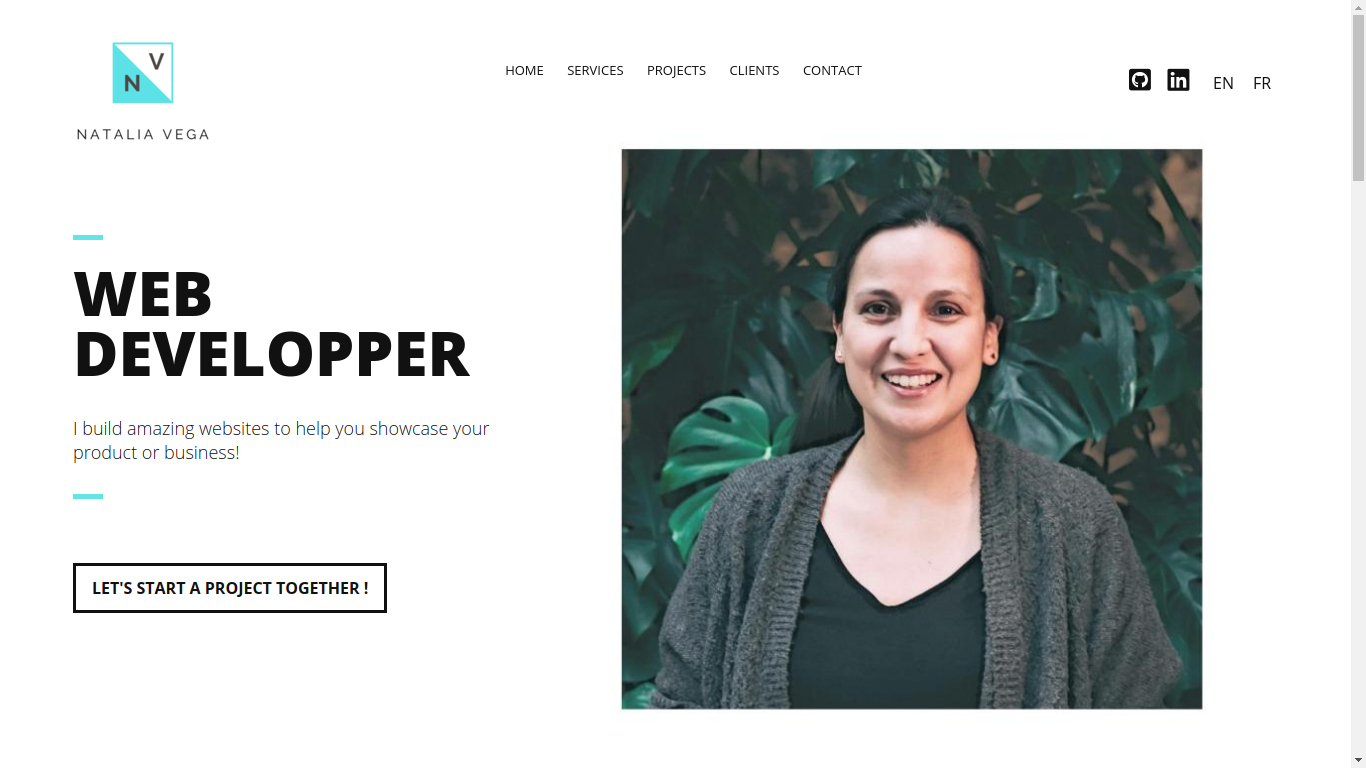 N V
NATALIA VEGA
HOME SERVICES PROJECTS CLIENTS CONTACT
in EN FR
WEB
DEVELOPPER
I build amazing websites to help you showcase your
product or business!
LET'S START A PROJECT TOGETHER !